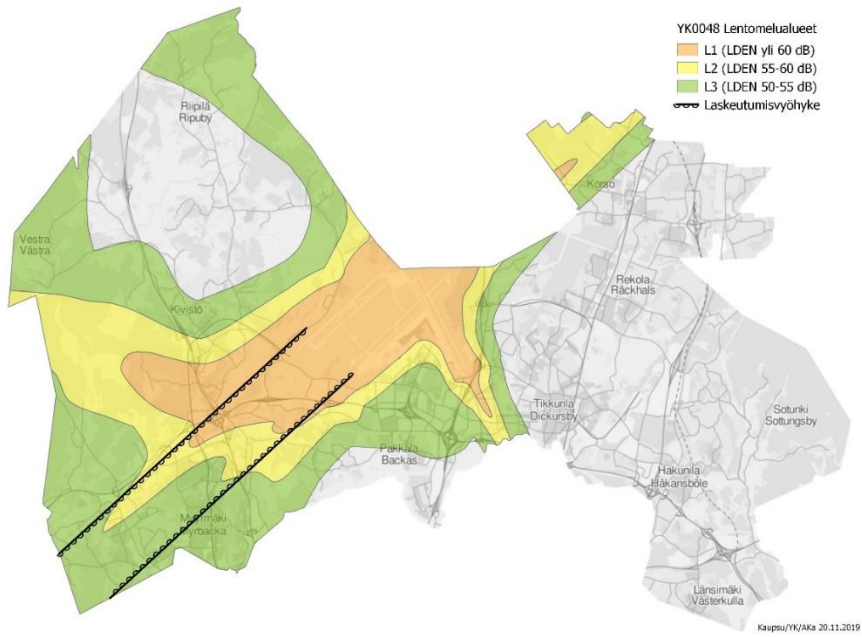 YK0048 Lentomelualueet
L1 (LDEN yli 60 dB)
L2 (LDEN 55-60 dB)
L3 (LDEN 50-55 dB)
Laskeutumisvyöhyke
Riipilä
Ripuby
Korso
Vestra
Västra
Rekola
Räckhals
Kivistö
Tikkurila
Dickursby
Sotunki
Sottungsby
Pakkala
Backas
Hakunila
Håkansböle
Myyrmäki
Myrbacka
Länsimäki
Västerkulla
Kaupsu/YK/AKa 20.11.2019